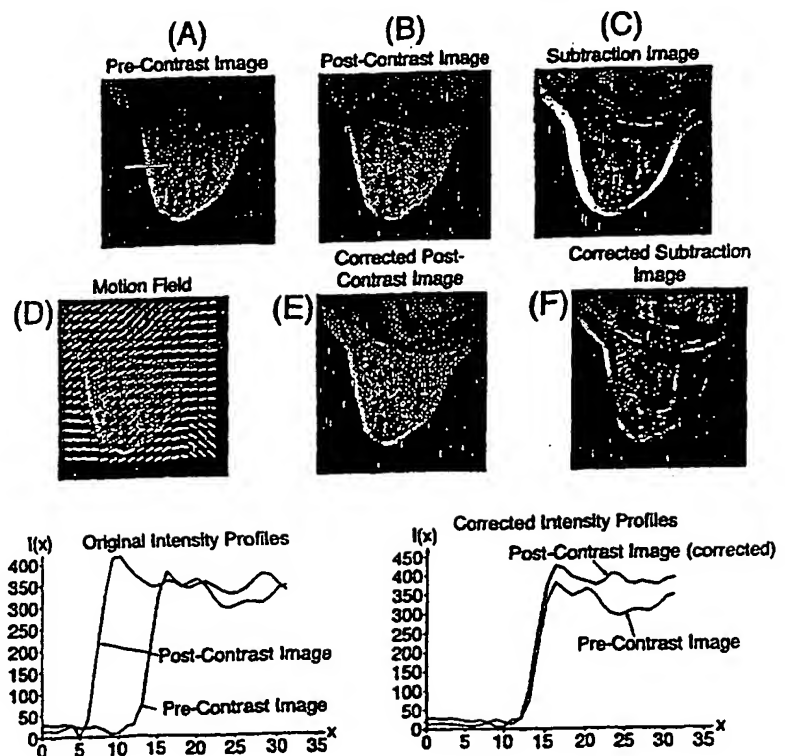 (A)
Pre-Contrast Image
(B)
Post-Contrast Image
(C)
Subtraction Image
(D)
Motion Field
(E)
Corrected Post-
Contrast Image
(F)
Corrected Subtraction
Image
I(x)
Original Intensity Profiles
400
350
300
250
200
150
100
50
0
Post-Contrast Image
Pre-Contrast Image
0 5 10 15 20 25 30 35
x
I(x)
Corrected Intensity Profiles
450
400
350
300
250
200
150
100
50
0
Post-Contrast Image (corrected)
Pre-Contrast Image
0 5 10 15 20 25 30 35
x